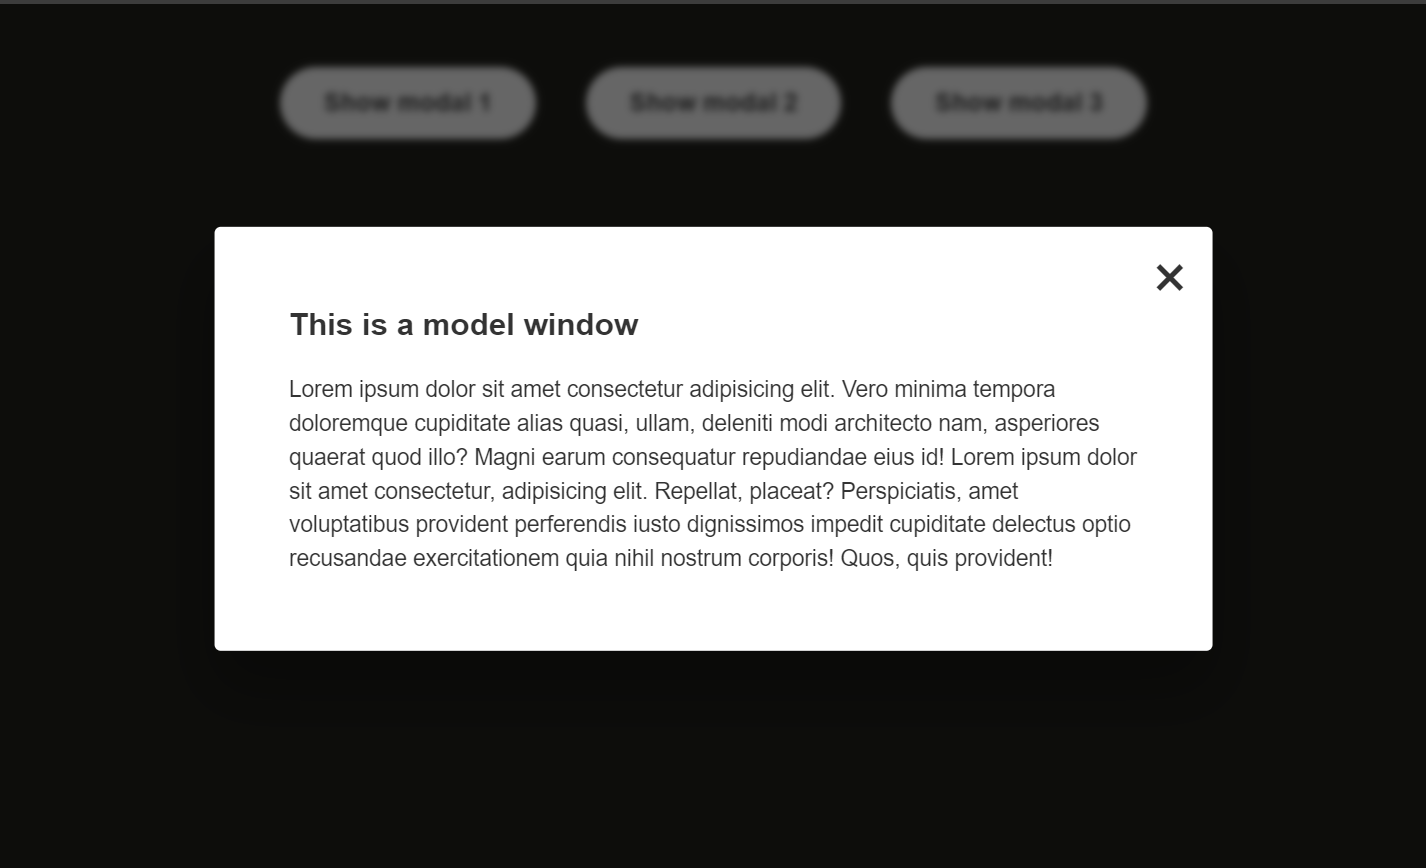 Show modal 1
Show modal 2
Show modal 3
This is a model window
Lorem ipsum dolor sit amet consectetur adipisicing elit. Vero minima tempora
doloremque cupiditate alias quasi, ullam, deleniti modi architecto nam, asperiores
quaerat quod illo? Magni earum consequatur repudiandae eius id! Lorem ipsum dolor
sit amet consectetur, adipisicing elit. Repellat, placeat? Perspiciatis, amet
voluptatibus provident perferendis iusto dignissimos impedit cupiditate delectus optio
recusandae exercitationem quia nihil nostrum corporis! Quos, quis provident!